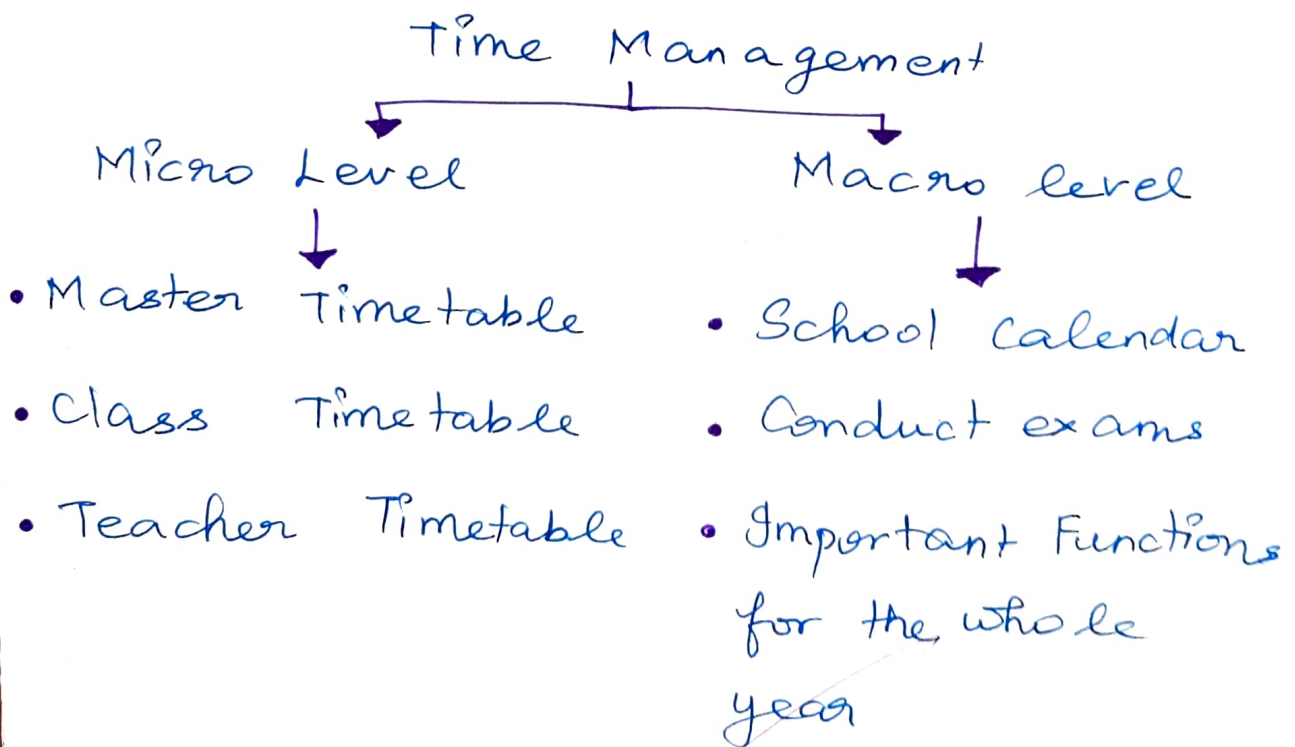 Time Management
Micro Level
Macro level
• Master Timetable
• Class Timetable
• Teacher Timetable
• School Calendar
• Conduct exams
• Important Functions
for the whole
year